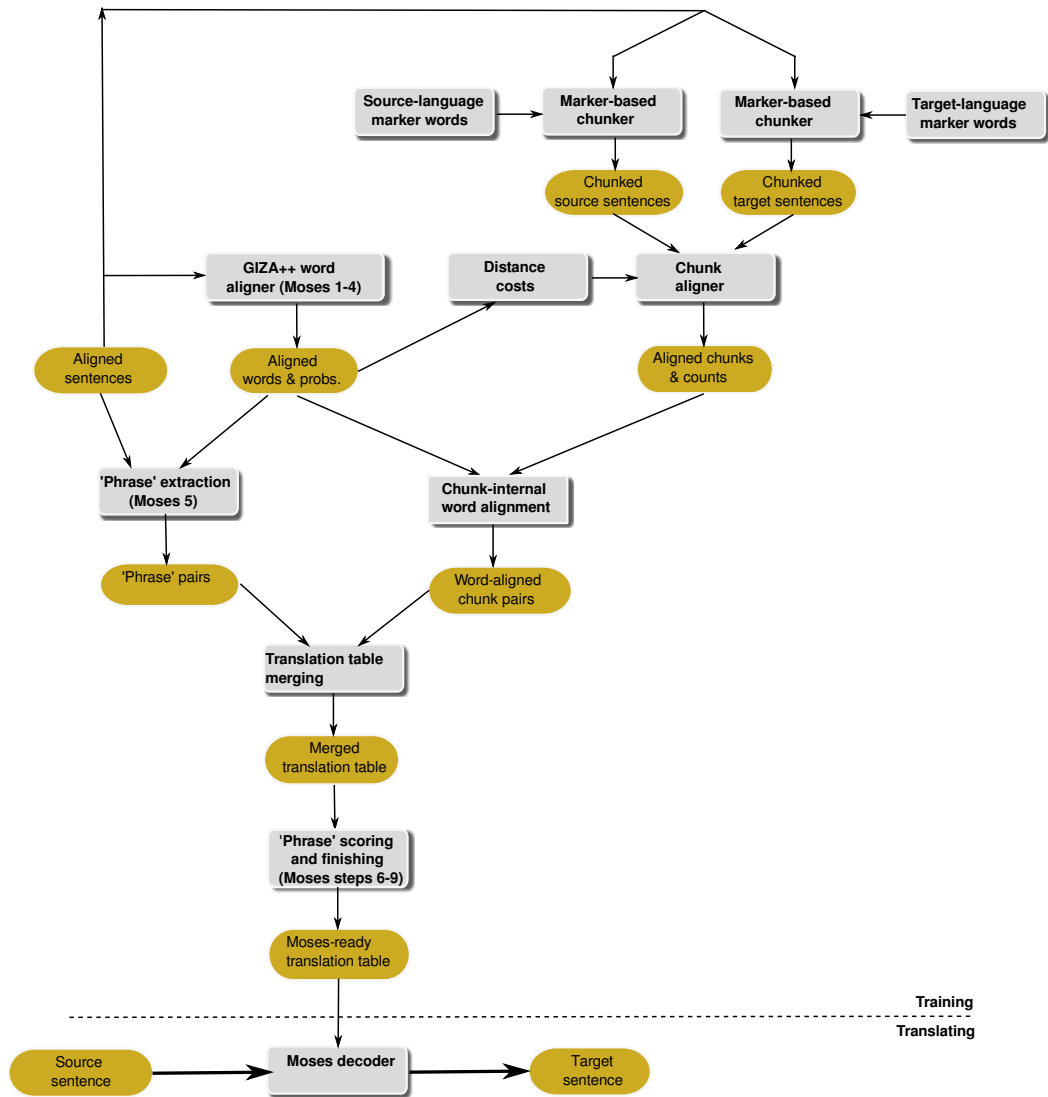 Source-language
marker words
Marker-based
chunker
Marker-based
chunker
Target-language
marker words
Chunked
source sentences
Chunked
target sentences
GIZA++ word
aligner (Moses 1-4)
Distance
costs
Chunk
aligner
Aligned
sentences
Aligned
words & probs.
Aligned chunks
& counts
'Phrase' extraction
(Moses 5)
Chunk-internal
word alignment
'Phrase' pairs
Word-aligned
chunk pairs
Translation table
merging
Merged
translation table
'Phrase' scoring
and finishing
(Moses steps 6-9)
Moses-ready
translation table
Training
Translating
Source
sentence
Moses decoder
Target
sentence